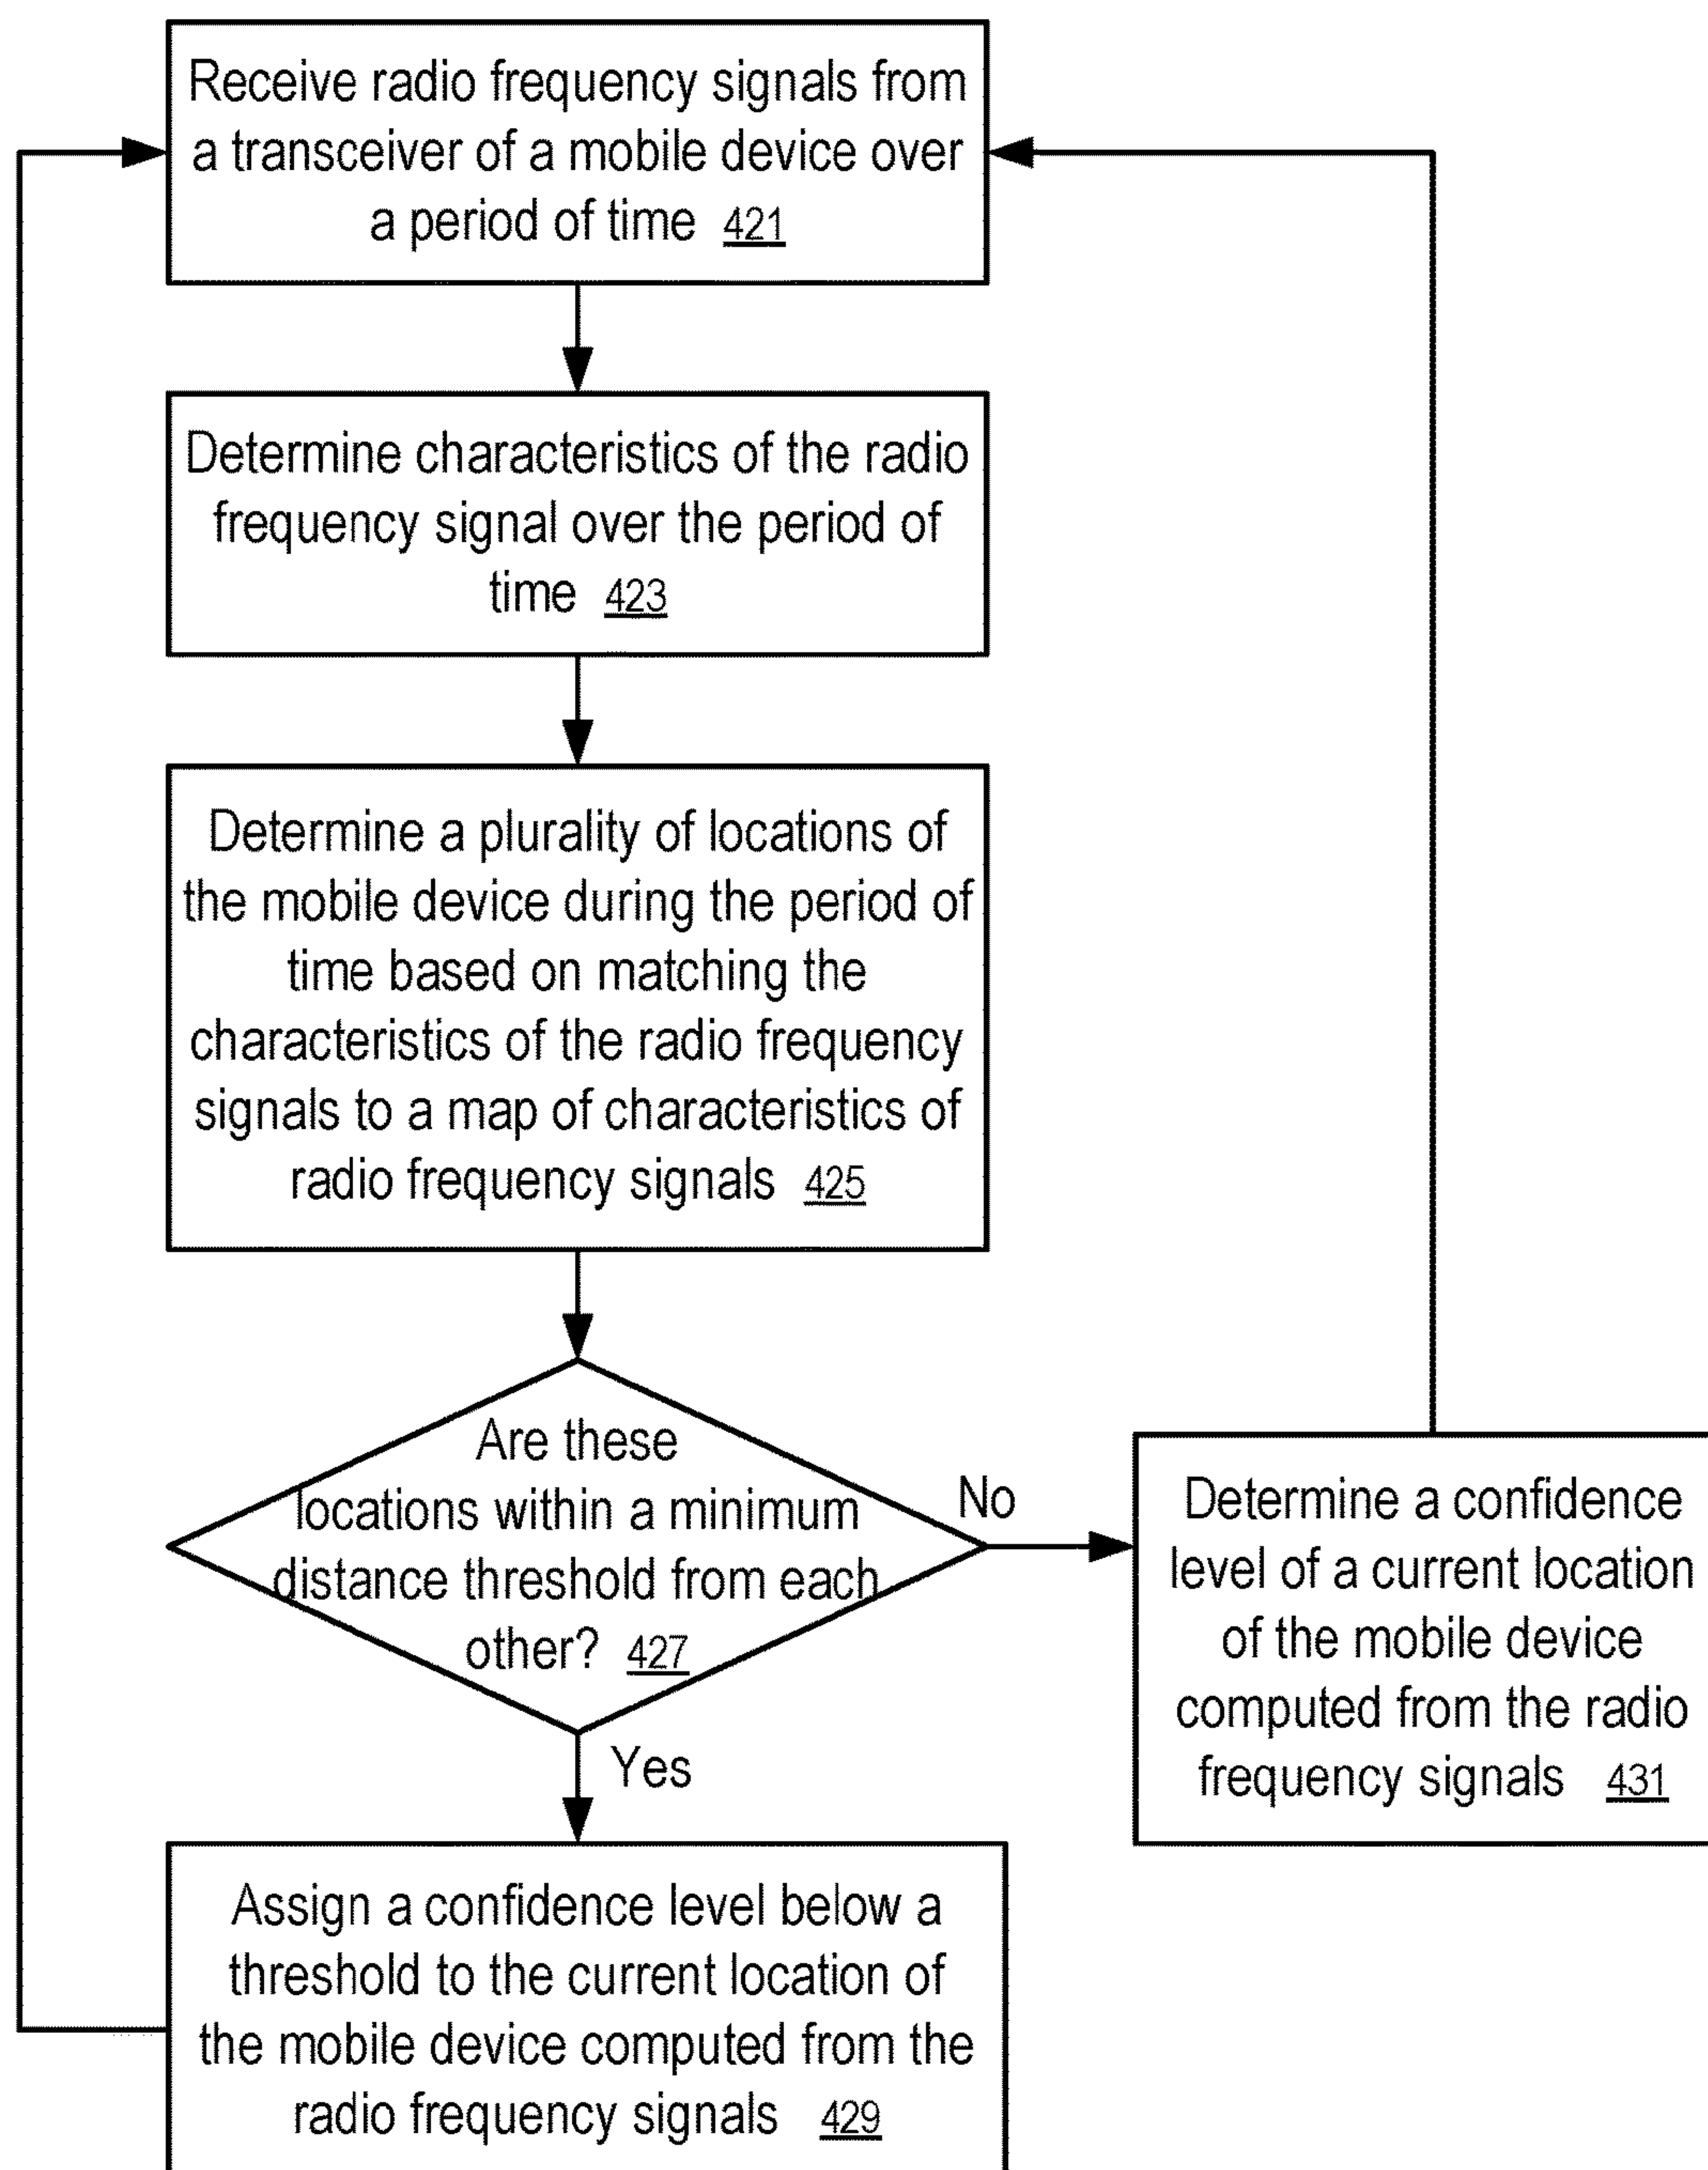 Receive radio frequency signals from
a transceiver of a mobile device over
a period of time 421
Determine characteristics of the radio
frequency signal over the period of
time 423
Determine a plurality of locations of
the mobile device during the period of
time based on matching the
characteristics of the radio frequency
signals to a map of characteristics of
radio frequency signals 425
Are these
locations within a minimum
distance threshold from each
other? 427
No
Determine a confidence
level of a current location
of the mobile device
computed from the radio
frequency signals 431
Yes
Assign a confidence level below a
threshold to the current location of
the mobile device computed from the
radio frequency signals 429